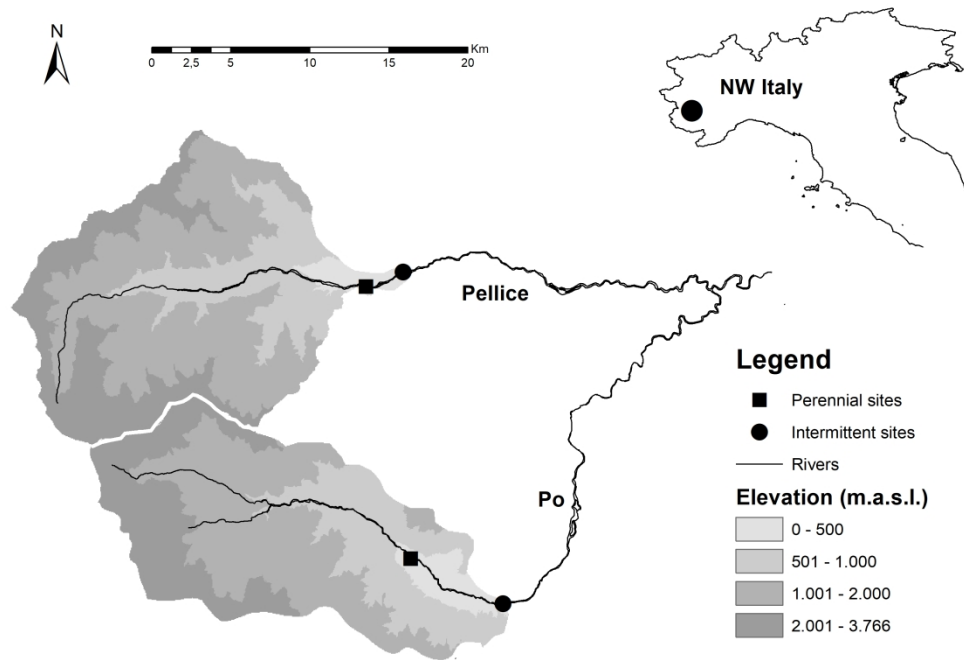 N
Km
0 2,5 5 10 15 20
NW Italy
Pellice
Po
Legend
Perennial sites
Intermittent sites
Rivers
Elevation (m.a.s.l.)
0 - 500
501 - 1.000
1.001 - 2.000
2.001 - 3.766